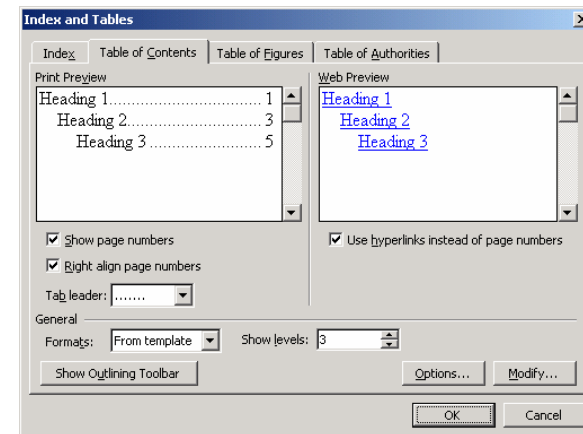 Index and Tables
Index Table of Contents Table of Figures Table of Authorities
Print Preview Web Preview
Heading 1.................................. 1
Heading 2............................... 3
Heading 3 ......................... 5
Heading 1
Heading 2
Heading 3
Show page numbers Use hyperlinks instead of page numbers
Right align page numbers
Tab leader: .......
General
Formats: From template Show levels: 3
Show Outlining Toolbar Options... Modify...
OK Cancel